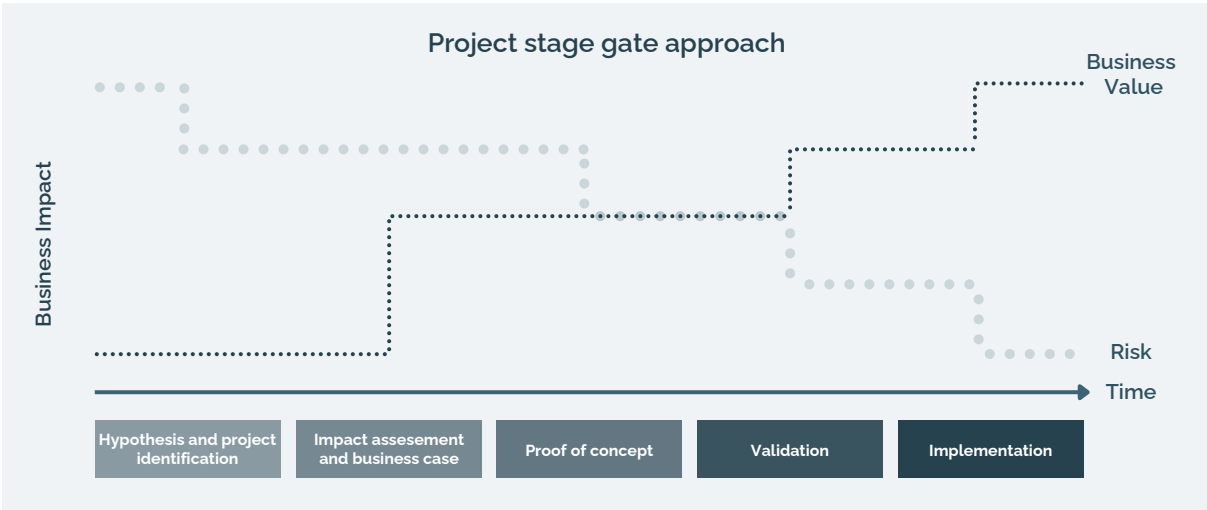 Project stage gate approach
Business
Value
Business Impact
Risk
Time
Hypothesis and project
identification
Impact assesement
and business case
Proof of concept
Validation
Implementation